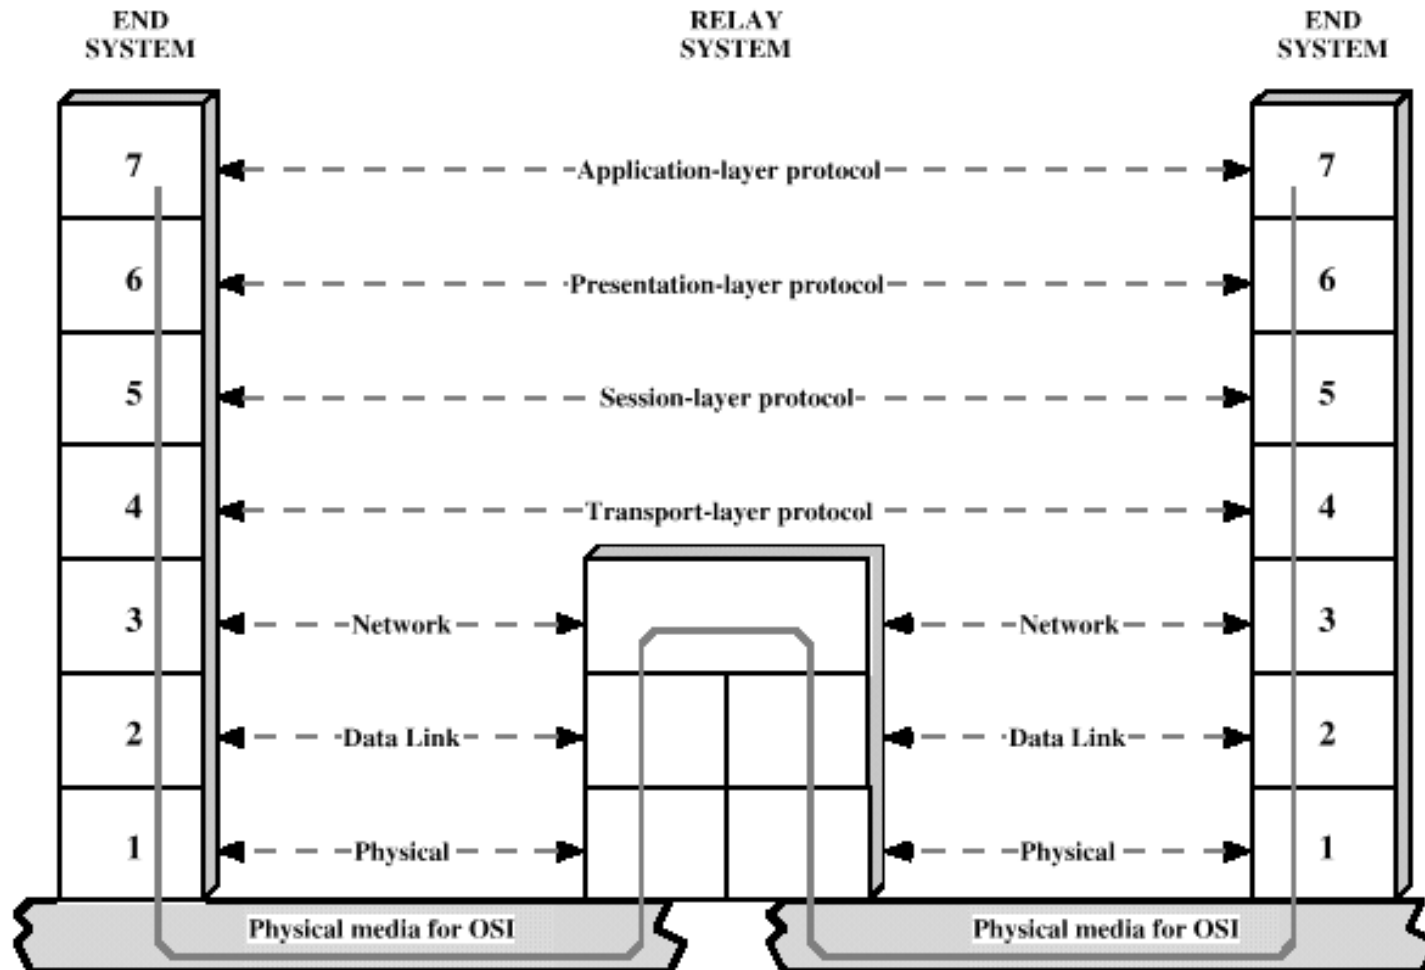 END
SYSTEM
RELAY
SYSTEM
END
SYSTEM
7
Application-layer protocol
7
6
Presentation-layer protocol
6
5
Session-layer protocol
5
4
Transport-layer protocol
4
3
Network
Network
3
2
Data Link
Data Link
2
1
Physical
Physical
1
Physical media for OSI
Physical media for OSI